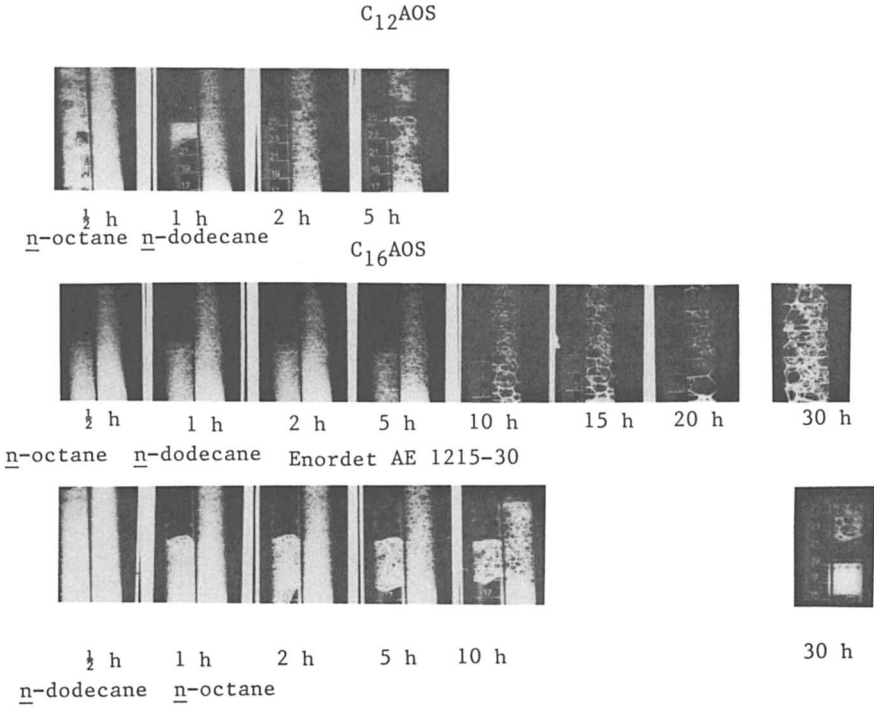 C12AOS
½ h 1 h 2 h 5 h
n-octane n-dodecane
C16AOS
½ h 1 h 2 h 5 h 10 h 15 h 20 h 30 h
n-octane n-dodecane Enordet AE 1215-30
½ h 1 h 2 h 5 h 10 h 30 h
n-dodecane n-octane